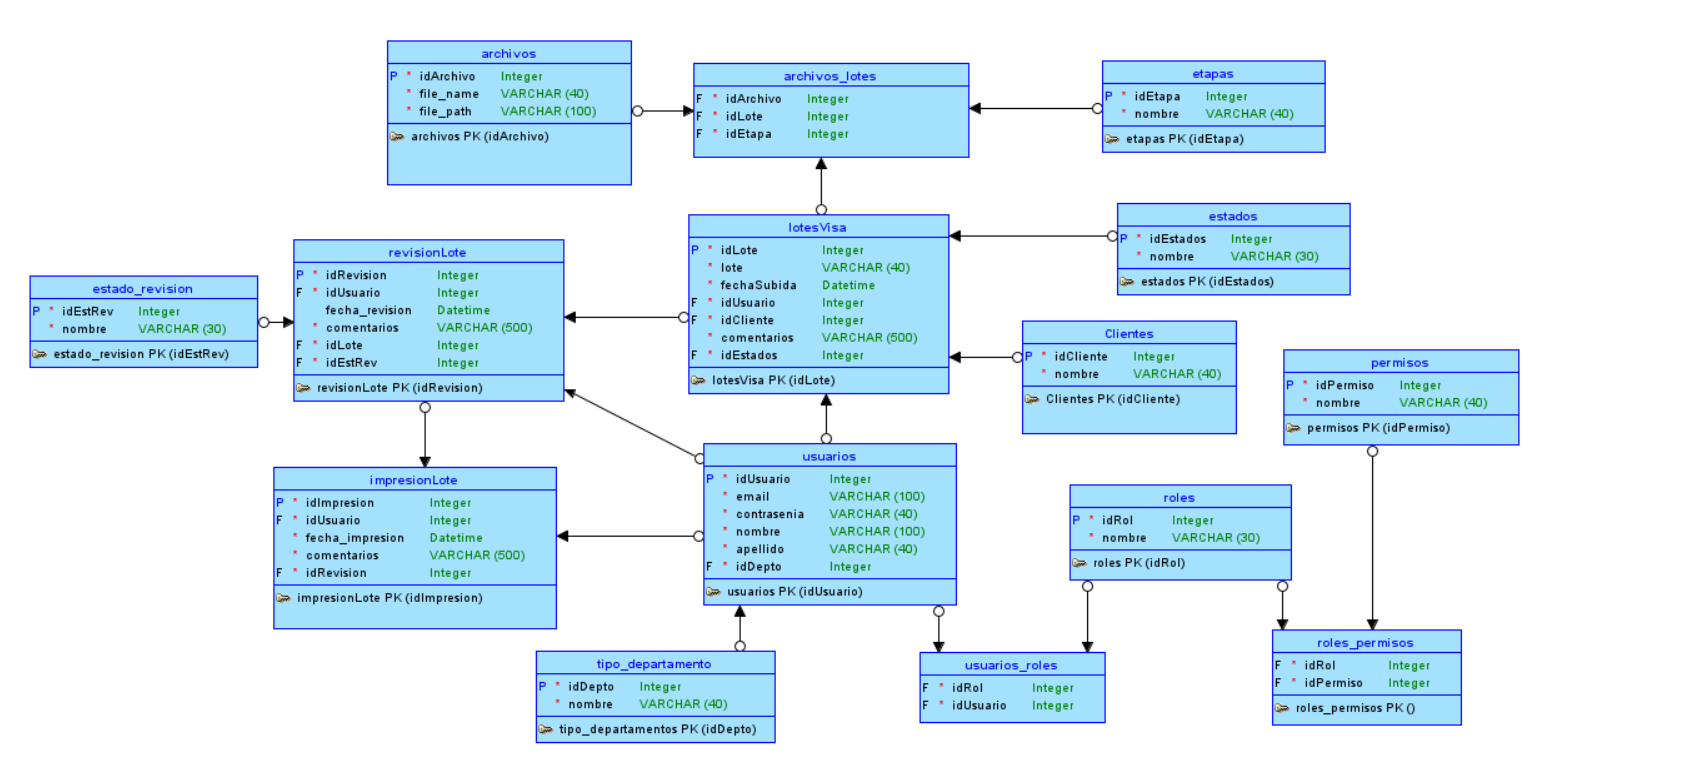 archivos
P * idArchivo Integer
* file_name VARCHAR (40)
* file_path VARCHAR (100)
archivos PK (idArchivo)
archivos_lotes
F * idArchivo Integer
F * idLote Integer
F * idEtapa Integer
etapas
P * idEtapa Integer
* nombre VARCHAR (40)
etapas PK (idEtapa)
estado_revision
P * idEstRev Integer
* nombre VARCHAR (30)
estado_revision PK (idEstRev)
revisionLote
P * idRevision Integer
F * idUsuario Integer
fecha_revision Datetime
* comentarios VARCHAR (500)
F * idLote Integer
F * idEstRev Integer
revisionLote PK (idRevision)
lotesVisa
P * idLote Integer
* lote VARCHAR (40)
* fechaSubida Datetime
F * idUsuario Integer
F * idCliente Integer
* comentarios VARCHAR (500)
F * idEstados Integer
lotesVisa PK (idLote)
estados
P * idEstados Integer
* nombre VARCHAR (30)
estados PK (idEstados)
Clientes
P * idCliente Integer
* nombre VARCHAR (40)
Clientes PK (idCliente)
permisos
P * idPermiso Integer
* nombre VARCHAR (40)
permisos PK (idPermiso)
impresionLote
P * idImpresion Integer
F * idUsuario Integer
* fecha_impresion Datetime
* comentarios VARCHAR (500)
F * idRevision Integer
impresionLote PK (idImpresion)
usuarios
P * idUsuario Integer
* email VARCHAR (100)
* contrasenia VARCHAR (40)
* nombre VARCHAR (100)
* apellido VARCHAR (40)
F * idDepto Integer
usuarios PK (idUsuario)
roles
P * idRol Integer
* nombre VARCHAR (30)
roles PK (idRol)
tipo_departamento
P * idDepto Integer
* nombre VARCHAR (40)
tipo_departamentos PK (idDepto)
usuarios_roles
F * idRol Integer
F * idUsuario Integer
roles_permisos
F * idRol Integer
F * idPermiso Integer
roles_permisos PK ()